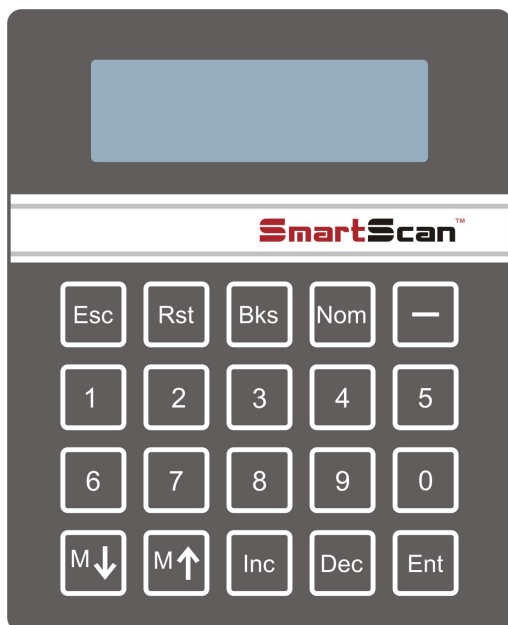 SmartScan™
Esc Rst Bks Nom —
1 2 3 4 5
6 7 8 9 0
M↓ M↑ Inc Dec Ent